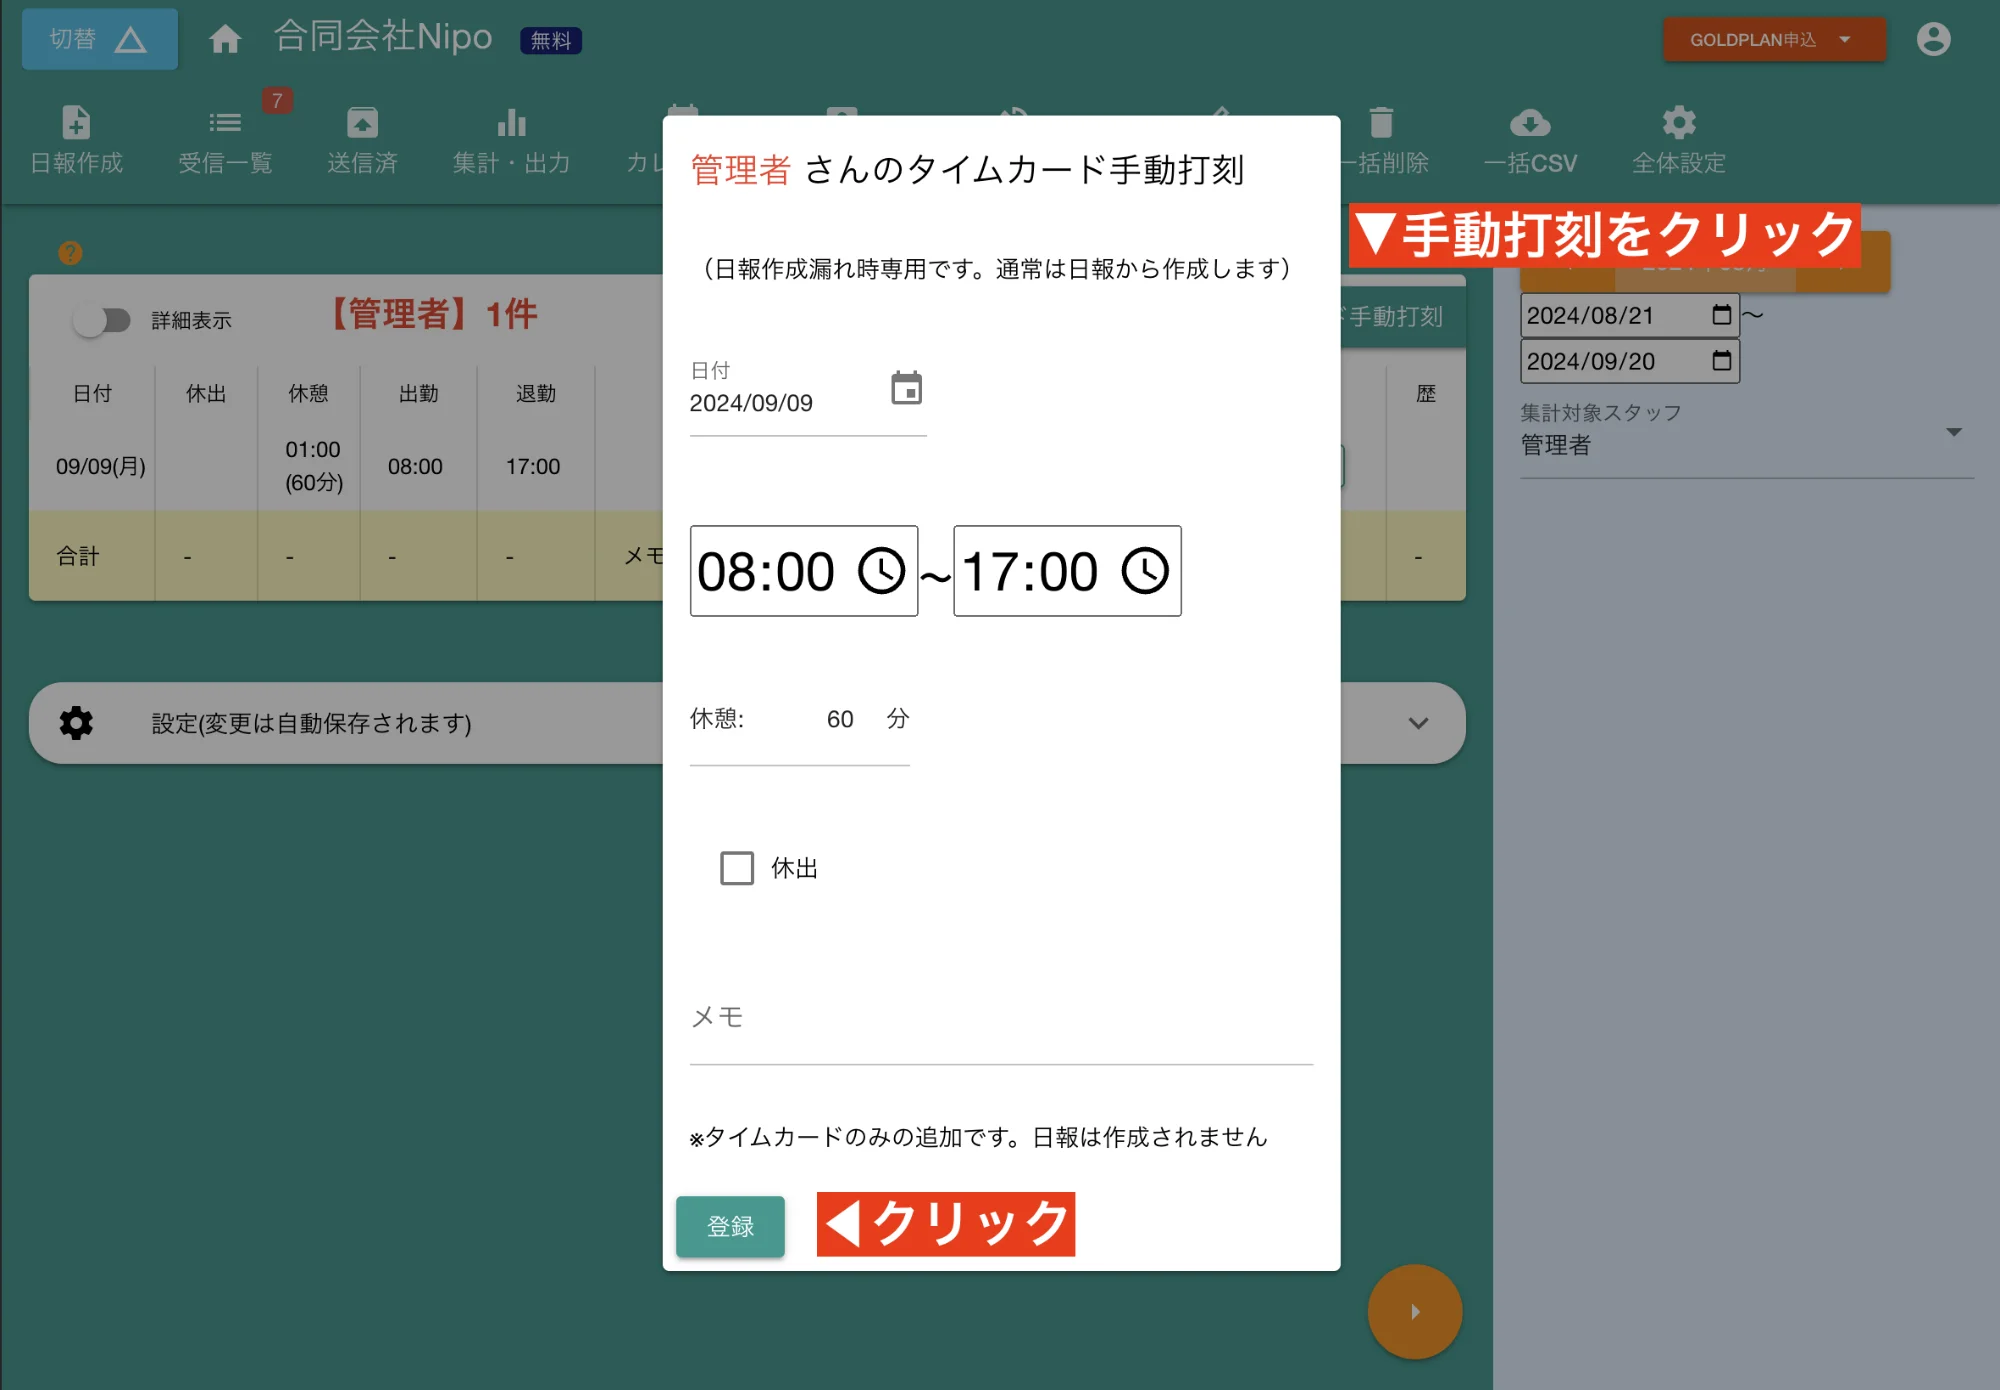 切替
合同会社Nipo
無料
GOLDPLAN申込
7
日報作成
受信一覧
送信済
集計・出力
カレ
一括削除
一括CSV
全体設定
▼手動打刻をクリック
?
詳細表示
【管理者】1件
ド手動打刻
日付
休出
休憩
出勤
退勤
歴
09/09(月)
01:00
(60分)
08:00
17:00
合計
-
-
-
-
メモ
-
設定(変更は自動保存されます)
2024/08/21
～
2024/09/20
集計対象スタッフ
管理者
管理者 さんのタイムカード手動打刻
（日報作成漏れ時専用です。通常は日報から作成します）
日付
2024/09/09
08:00 ～ 17:00
休憩: 60 分
休出
メモ
※タイムカードのみの追加です。日報は作成されません
登録
◀クリック